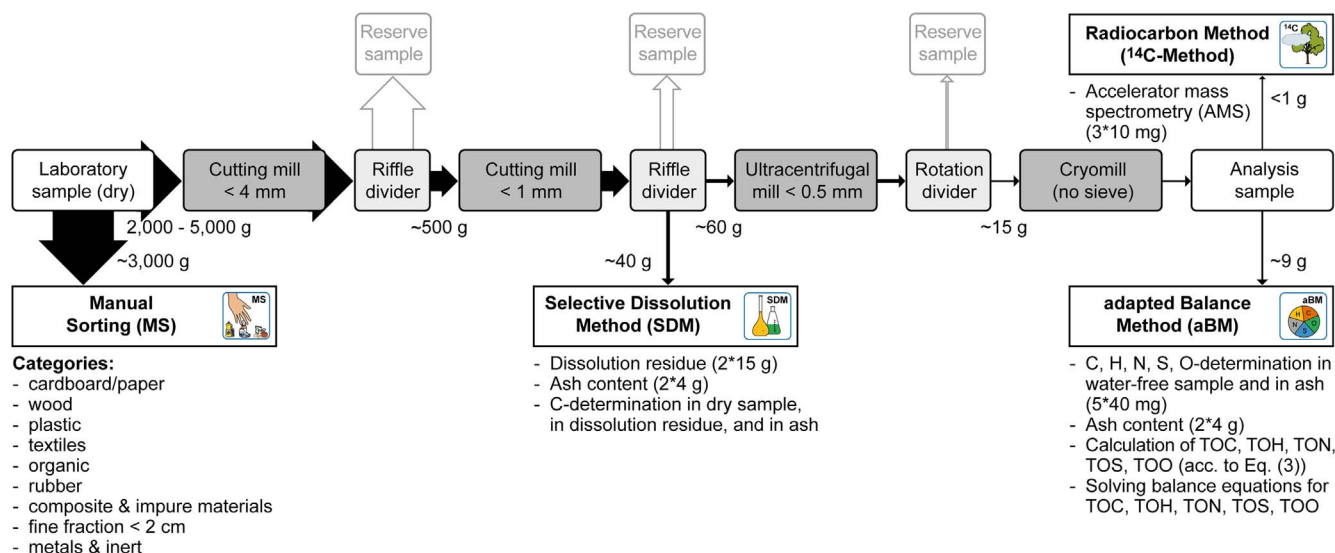 Reserve
sample
Reserve
sample
Reserve
sample
Radiocarbon Method
(¹⁴C-Method)
¹⁴C
- Accelerator mass
spectrometry (AMS)
(3*10 mg)
<1 g
Laboratory
sample (dry)
Cutting mill
< 4 mm
Riffle
divider
Cutting mill
< 1 mm
Riffle
divider
Ultracentrifugal
mill < 0.5 mm
Rotation
divider
Cryomill
(no sieve)
Analysis
sample
2,000 - 5,000 g
~500 g
~60 g
~15 g
~3,000 g
~40 g
~9 g
Manual
Sorting (MS)
MS
Categories:
- cardboard/paper
- wood
- plastic
- textiles
- organic
- rubber
- composite & impure materials
- fine fraction < 2 cm
- metals & inert
Selective Dissolution
Method (SDM)
SDM
- Dissolution residue (2*15 g)
- Ash content (2*4 g)
- C-determination in dry sample,
in dissolution residue, and in ash
adapted Balance
Method (aBM)
aBM
H C
N O
S
- C, H, N, S, O-determination in
water-free sample and in ash
(5*40 mg)
- Ash content (2*4 g)
- Calculation of TOC, TOH, TON,
TOS, TOO (acc. to Eq. (3))
- Solving balance equations for
TOC, TOH, TON, TOS, TOO